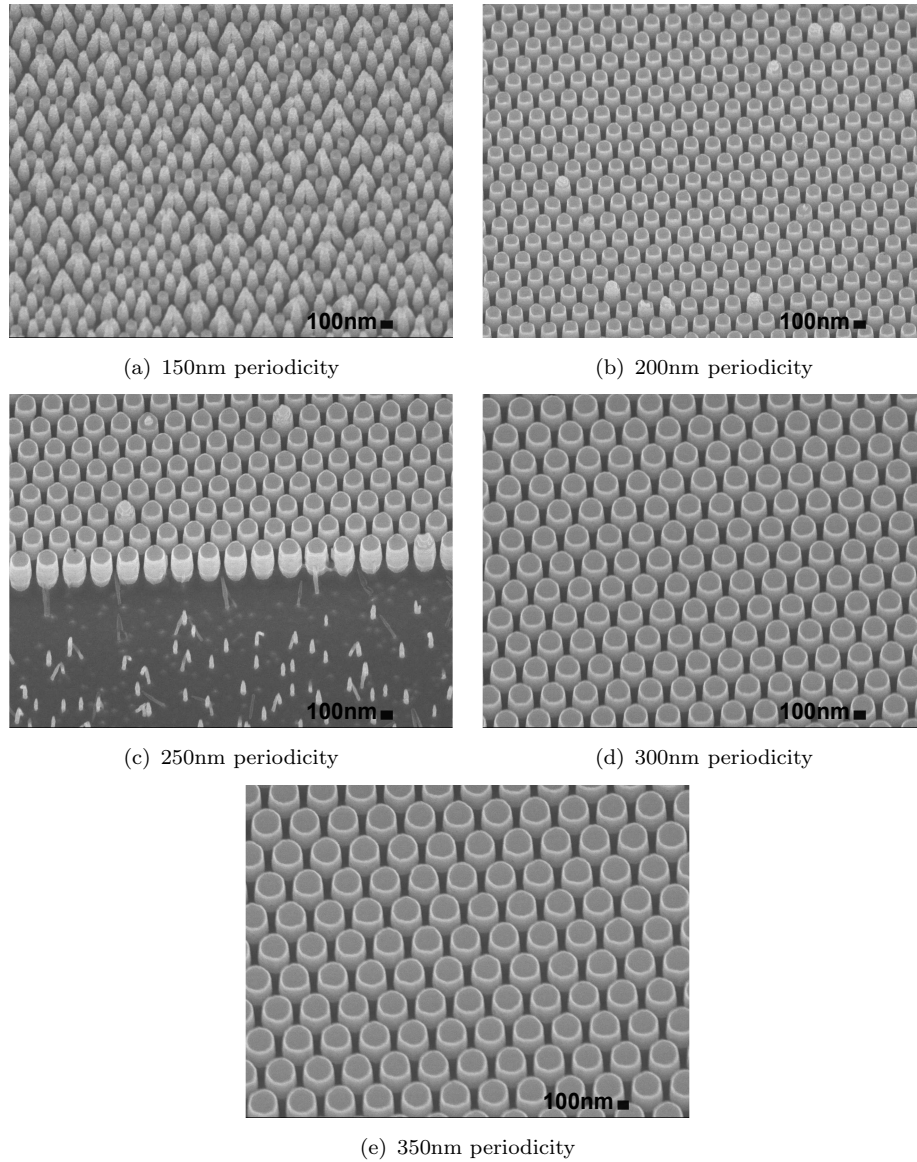 100nm
100nm
(a) 150nm periodicity
(b) 200nm periodicity
100nm
100nm
(c) 250nm periodicity
(d) 300nm periodicity
100nm
(e) 350nm periodicity